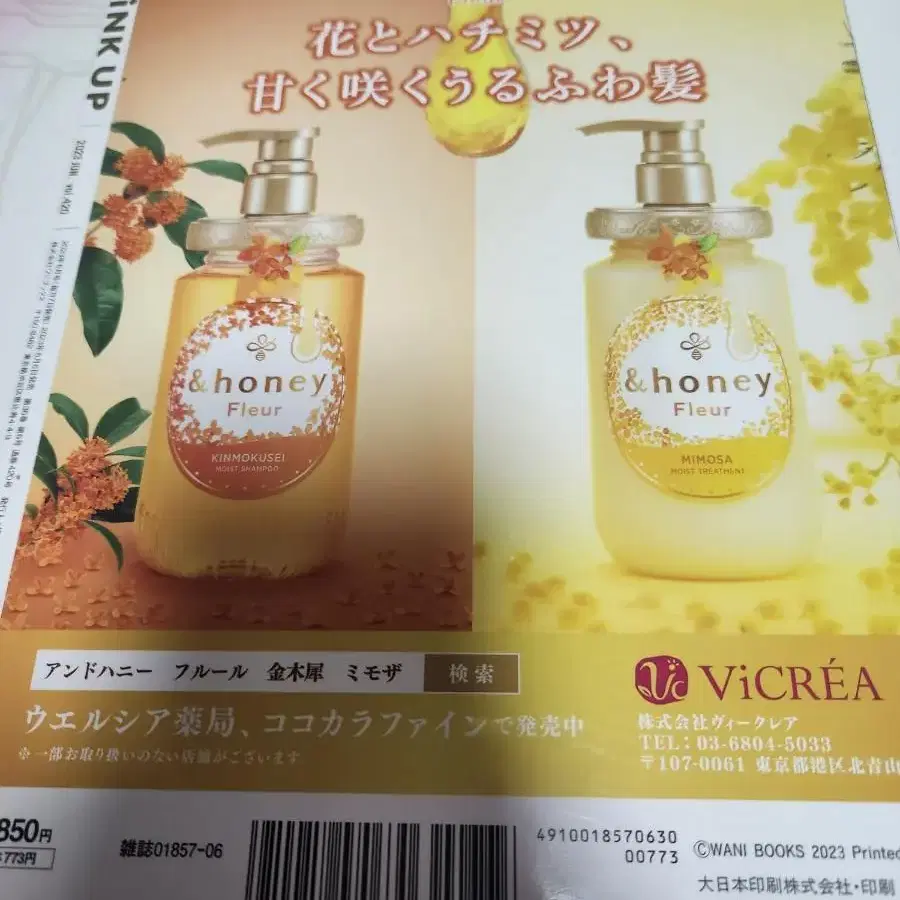 iNK UP
2023 JUN vol.420
花とハチミツ、
甘く咲くうるふわ髪
&honey
Fleur
KINMOKUSEI
MOIST SHAMPOO
&honey
Fleur
MIMOSA
MOIST TREATMENT
アンドハニー フルール 金木犀 ミモザ 検索
ウエルシア薬局、ココカラファインで発売中
※一部お取り扱いのない店舗がございます
ViCRÉA
株式会社ヴィークレア
TEL: 03-6804-5033
〒107-0061 東京都港区北青山
850円
773円
雑誌01857-06
4910018570630
00773
©WANI BOOKS 2023 Printed
大日本印刷株式会社・印刷